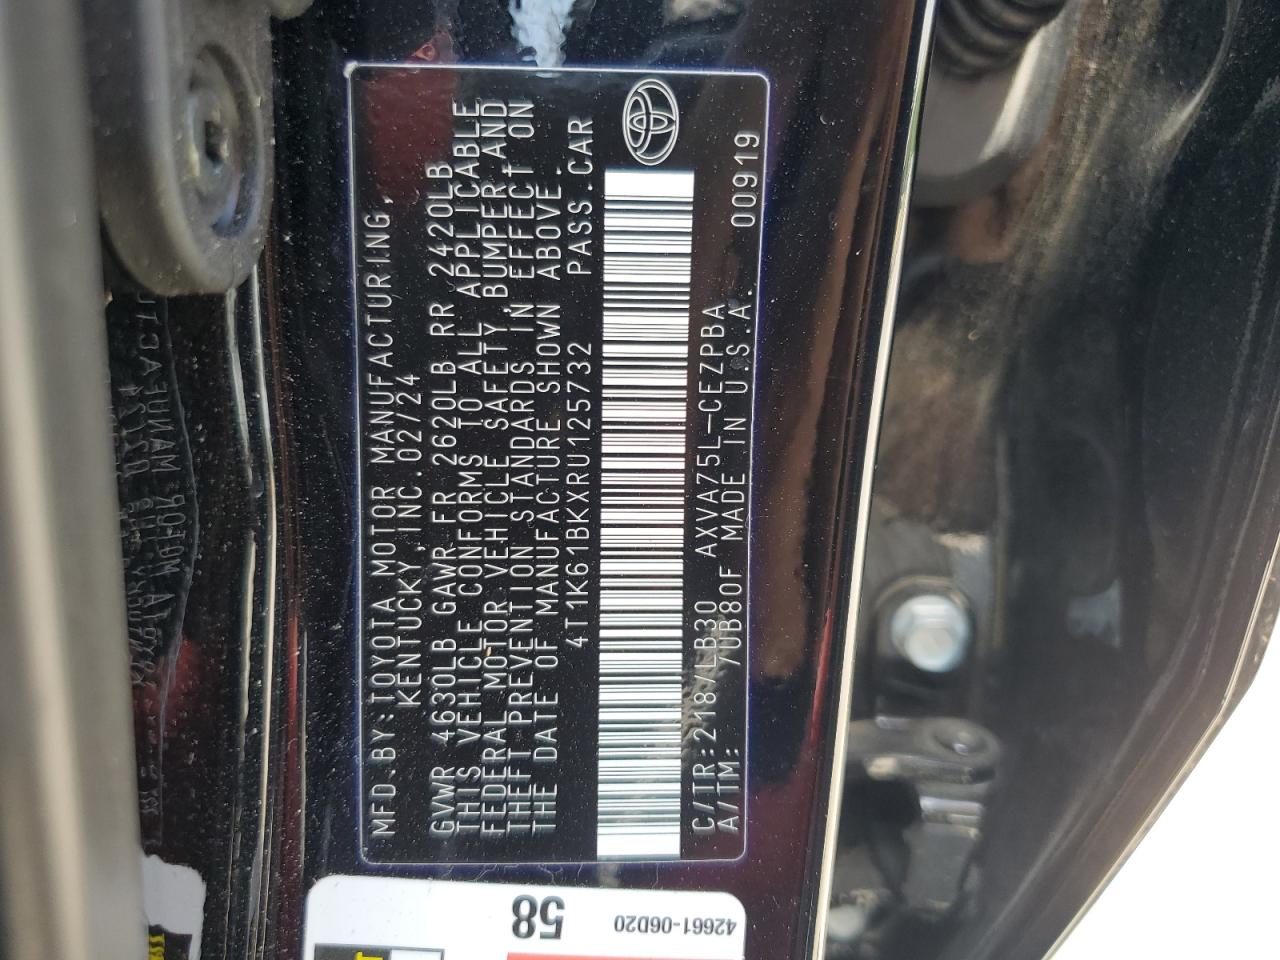 MFD.BY:TOYOTA MOTOR MANUFACTURING,
KENTUCKY,INC.02/24
GVWR 4630LB GAWR FR 2620LB RR 2420LB
THIS VEHICLE CONFORMS TO ALL APPLICABLE
FEDERAL MOTOR VEHICLE SAFETY,BUMPER,AND
THEFT PREVENTION STANDARDS IN EFFECT ON
THE DATE OF MANUFACTURE SHOWN ABOVE.
4T1K61BKXRU125732 PASS.CAR
C/TR:218/LB30 AXVA75L-CEZPBA
A/TM: /UB80F MADE IN U.S.A. 00919
58
42661-06D20